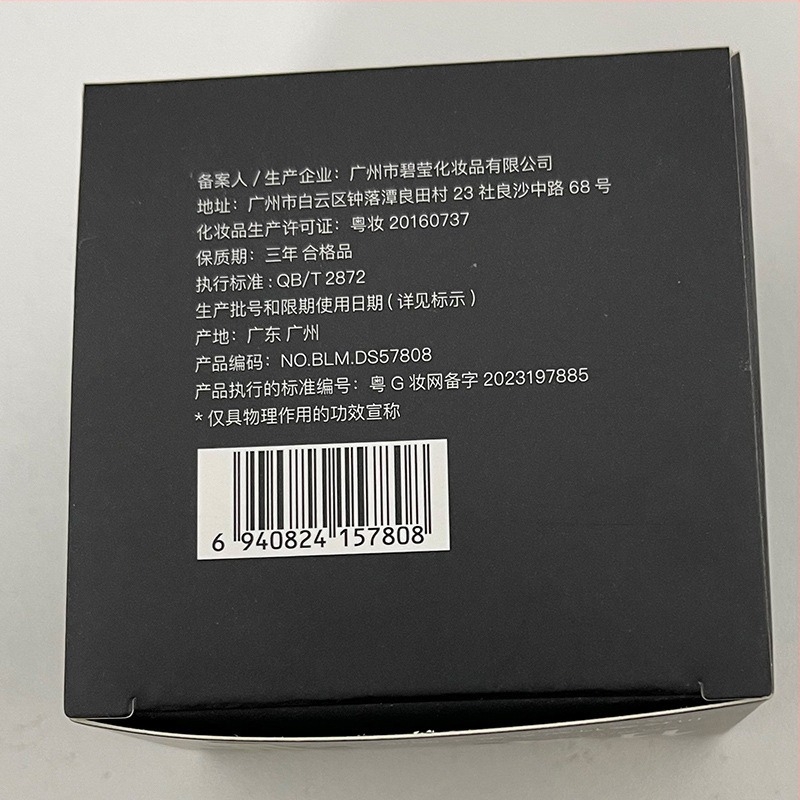 备案人 / 生产企业：广州市碧莹化妆品有限公司
地址：广州市白云区钟落潭良田村 23 社良沙中路 68 号
化妆品生产许可证：粤妆 20160737
保质期：三年 合格品
执行标准 : QB/T 2872
生产批号和限期使用日期 ( 详见标示 )
产地：广东 广州
产品编码：NO.BLM.DS57808
产品执行的标准编号：粤 G 妆网备字 2023197885
* 仅具物理作用的功效宣称
6 940824 157808